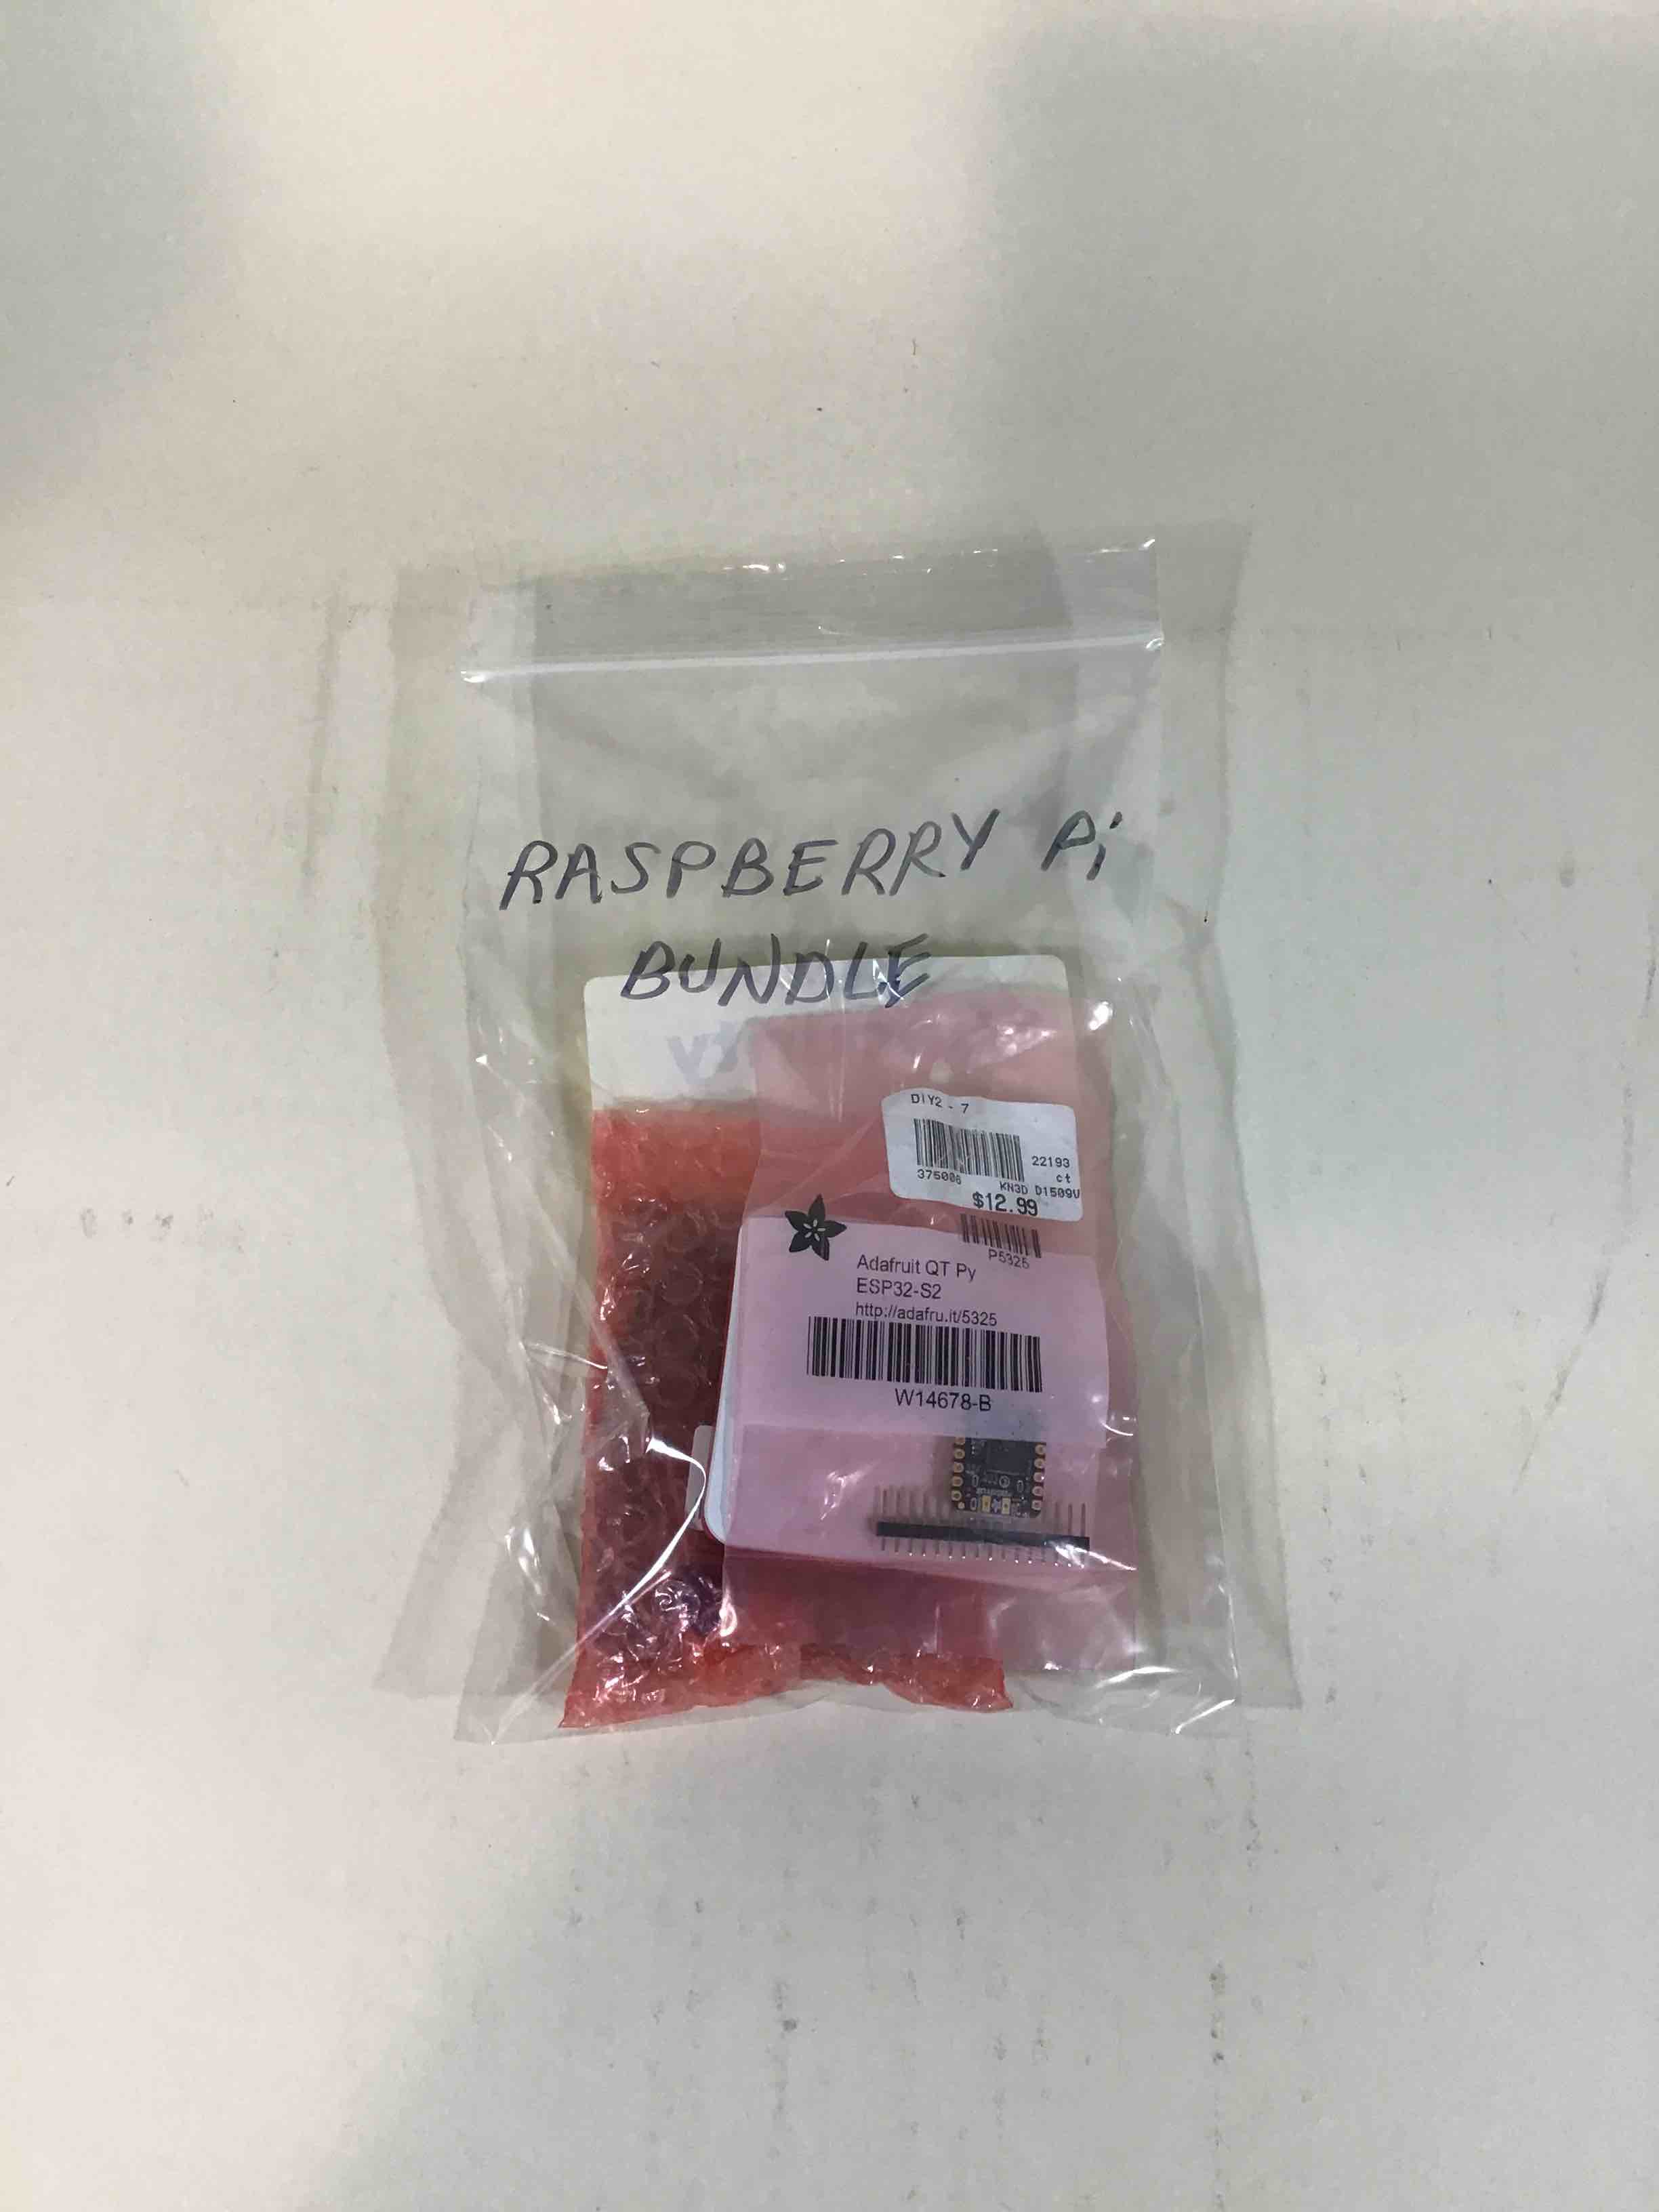 RASPBERRY Pi
BUNDLE
DIY2 - 7
22193
375006 ct
KN3D D1509V
$12.99
P5325
Adafruit QT Py
ESP32-S2
http://adafru.it/5325
W14678-B